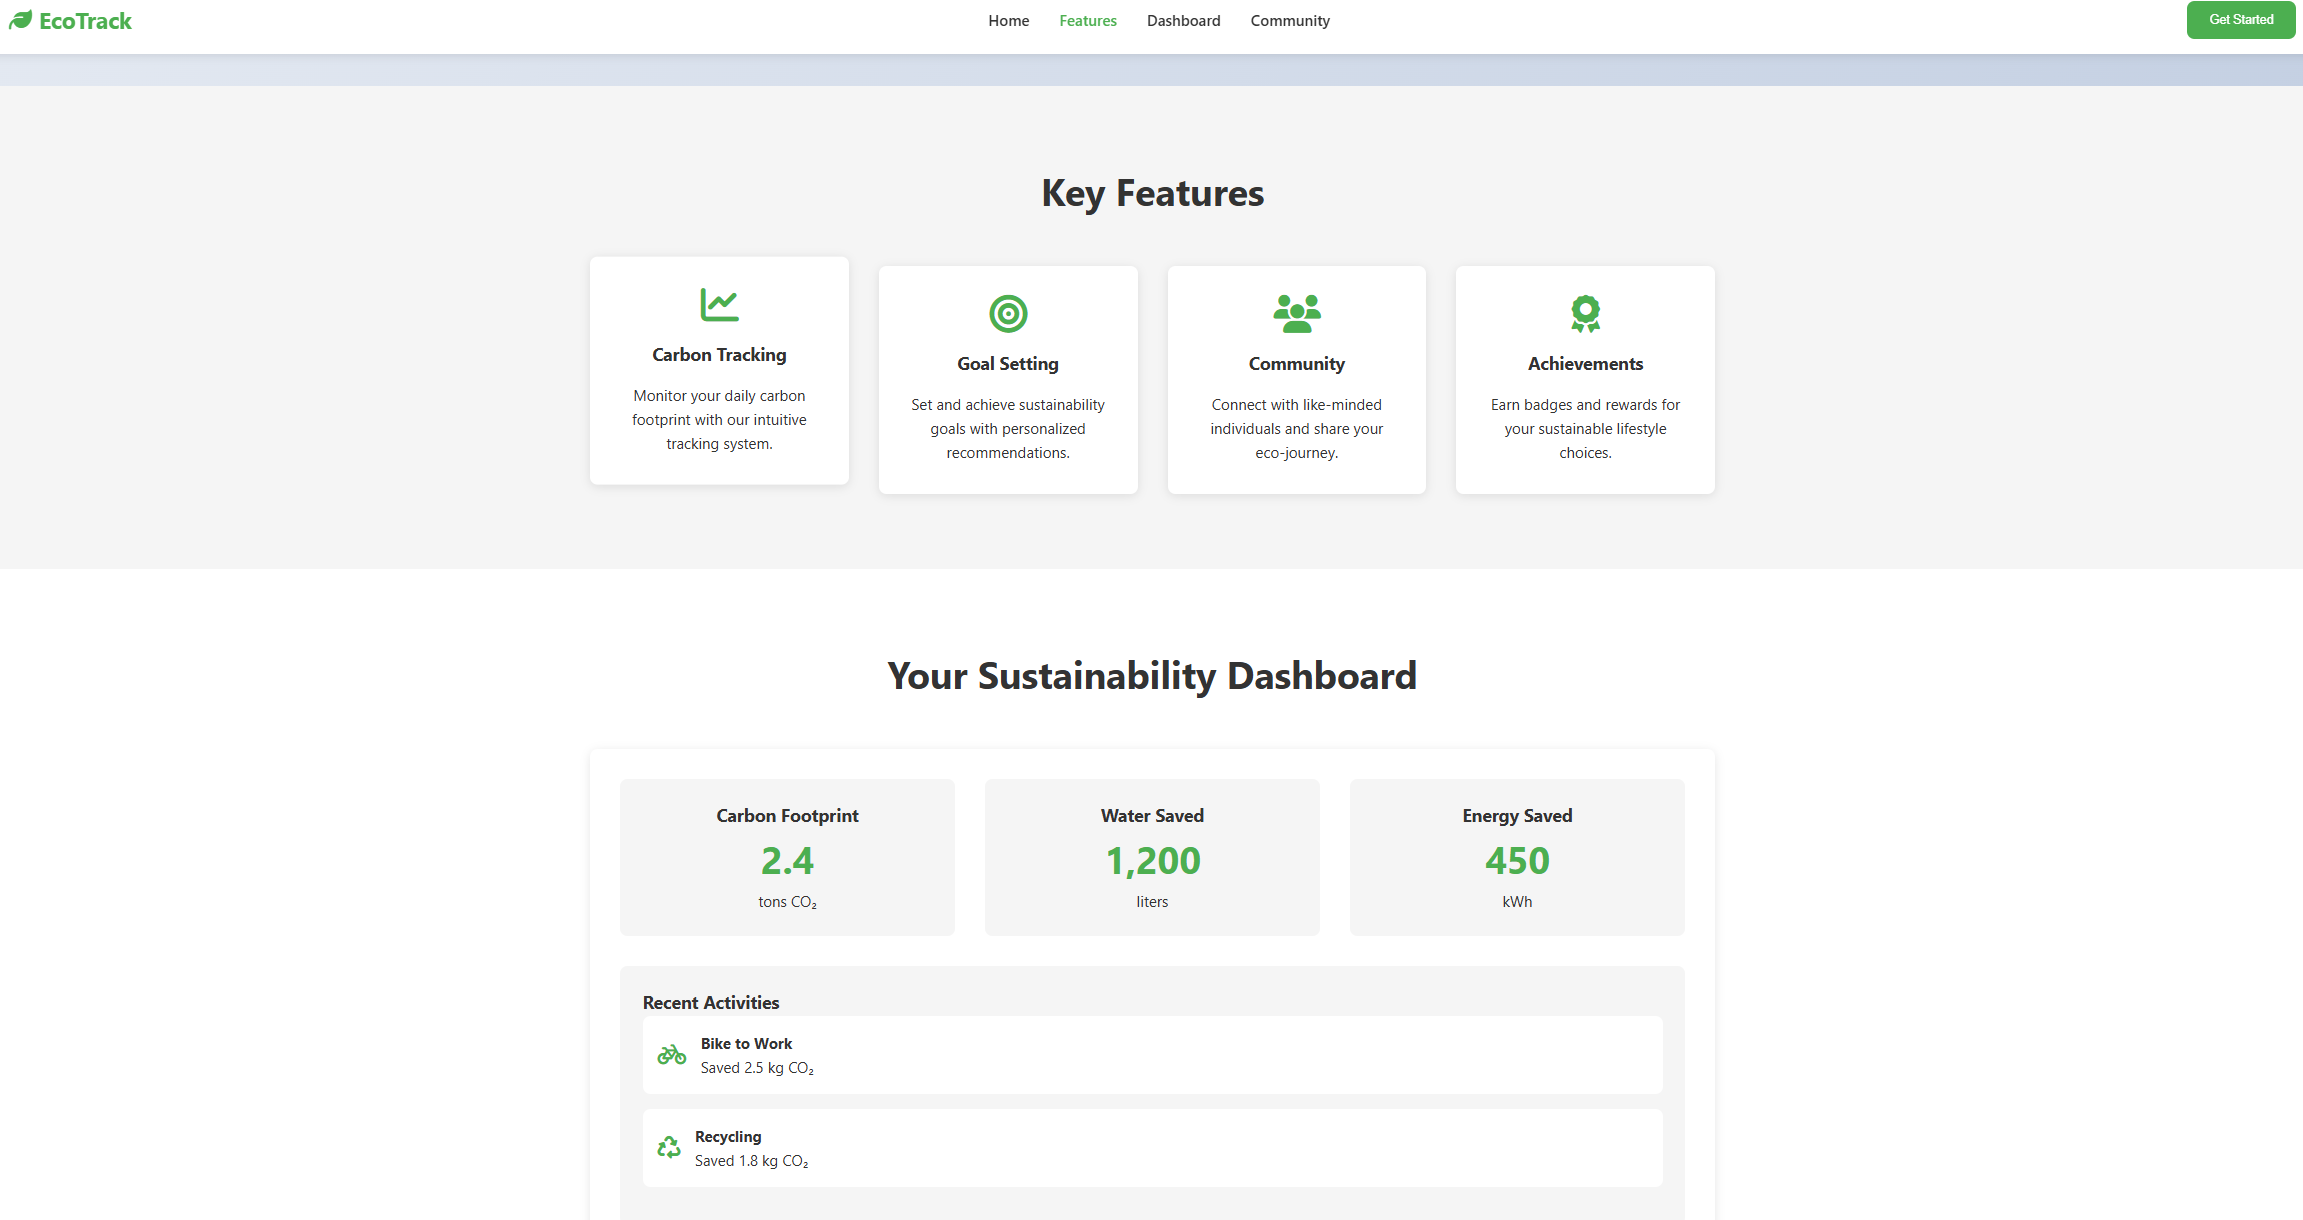 EcoTrack
Home
Features
Dashboard
Community
Get Started
Key Features
Carbon Tracking
Monitor your daily carbon
footprint with our intuitive
tracking system.
Goal Setting
Set and achieve sustainability
goals with personalized
recommendations.
Community
Connect with like-minded
individuals and share your
eco-journey.
Achievements
Earn badges and rewards for
your sustainable lifestyle
choices.
Your Sustainability Dashboard
Carbon Footprint
2.4
tons CO₂
Water Saved
1,200
liters
Energy Saved
450
kWh
Recent Activities
Bike to Work
Saved 2.5 kg CO₂
Recycling
Saved 1.8 kg CO₂